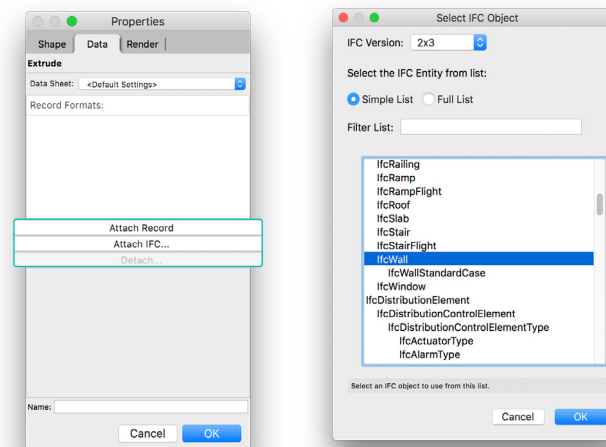 Properties
Shape Data Render
Extrude
Data Sheet: <Default Settings>
Record Formats:
Attach Record
Attach IFC...
Detach...
Name:
Cancel OK
Select IFC Object
IFC Version: 2x3
Select the IFC Entity from list:
Simple List Full List
Filter List:
IfcRailing
IfcRamp
IfcRampFlight
IfcRoof
IfcSlab
IfcStair
IfcStairFlight
IfcWall
IfcWallStandardCase
IfcWindow
IfcDistributionElement
IfcDistributionControlElement
IfcDistributionControlElementType
IfcActuatorType
IfcAlarmType
Select an IFC object to use from this list.
Cancel OK